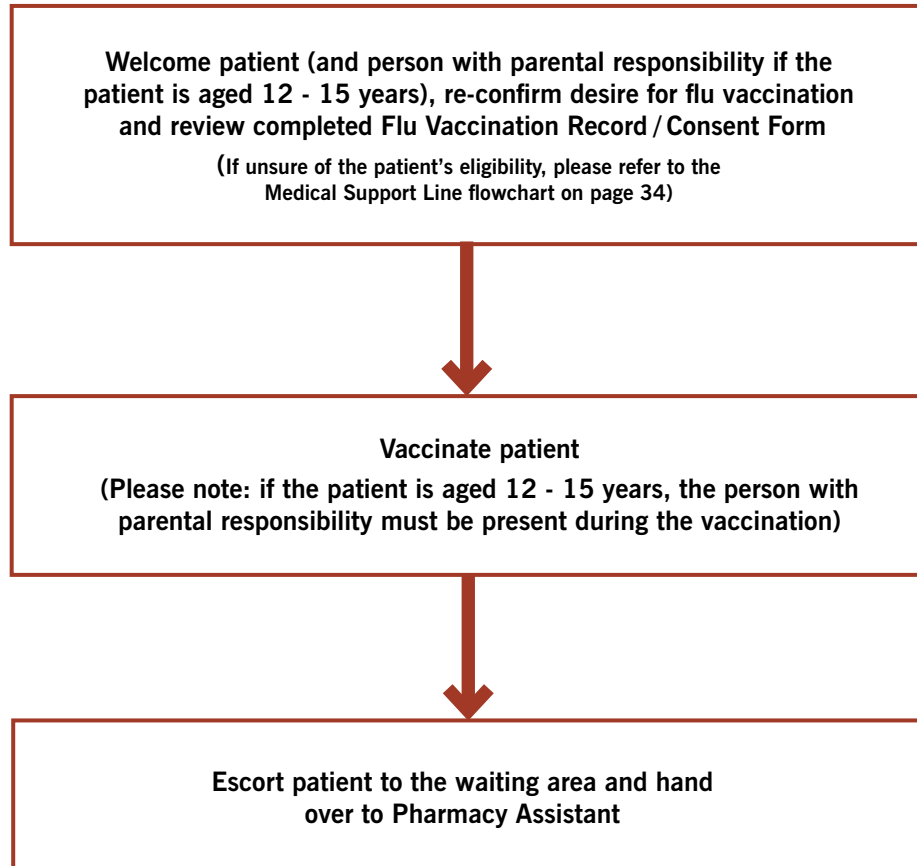 Welcome patient (and person with parental responsibility if the
patient is aged 12 - 15 years), re-confirm desire for flu vaccination
and review completed Flu Vaccination Record / Consent Form
(If unsure of the patient's eligibility, please refer to the
Medical Support Line flowchart on page 34)
Vaccinate patient
(Please note: if the patient is aged 12 - 15 years, the person with
parental responsibility must be present during the vaccination)
Escort patient to the waiting area and hand
over to Pharmacy Assistant